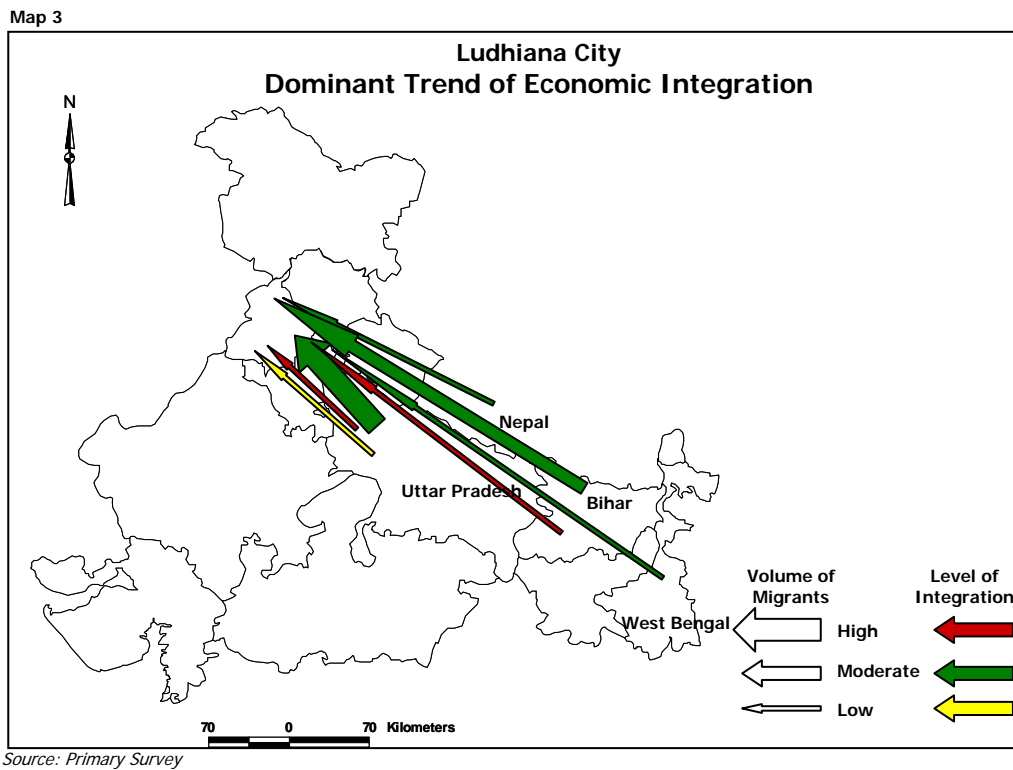 Map 3
Ludhiana City
Dominant Trend of Economic Integration
N
Nepal
Uttar Pradesh
Bihar
West Bengal
Volume of
Migrants
Level of
Integration
High
Moderate
Low
70 0 70 Kilometers
Source: Primary Survey